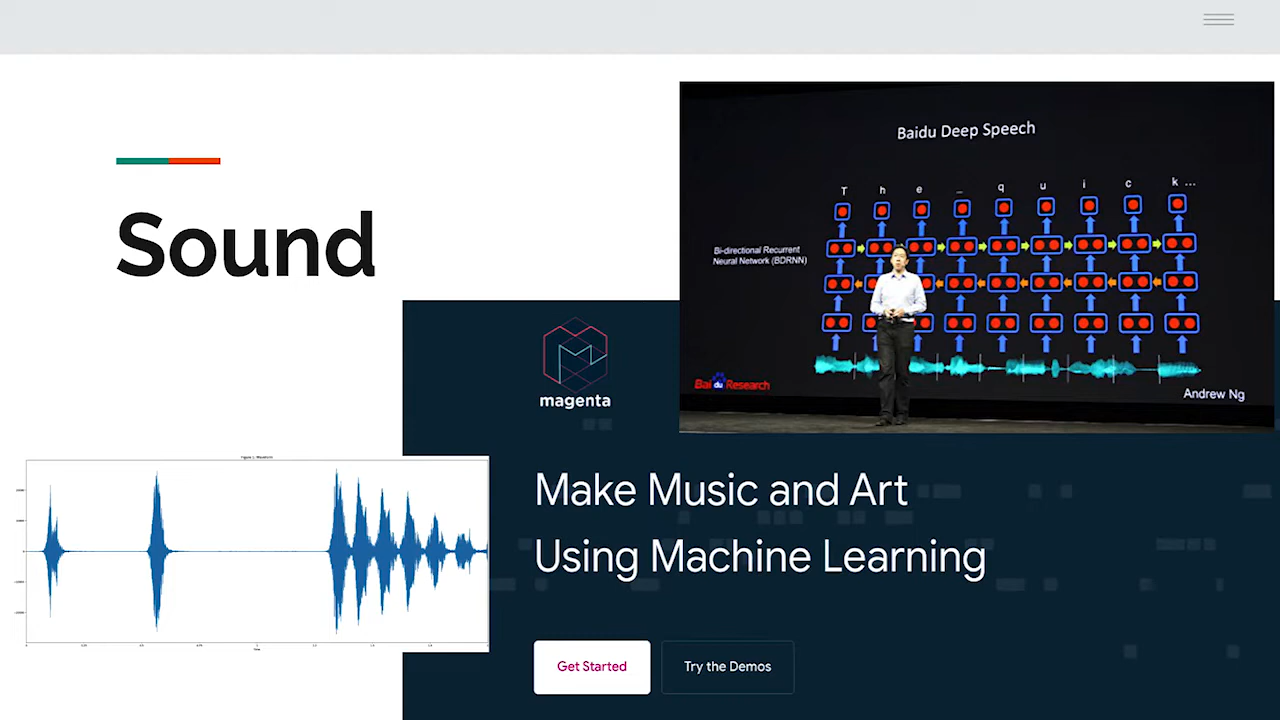 Sound
Baidu Deep Speech
T h e _ q u i c k ...
Bi-directional Recurrent
Neural Network (BDRNN)
Bai du Research
Andrew Ng
magenta
Make Music and Art
Using Machine Learning
Get Started
Try the Demos